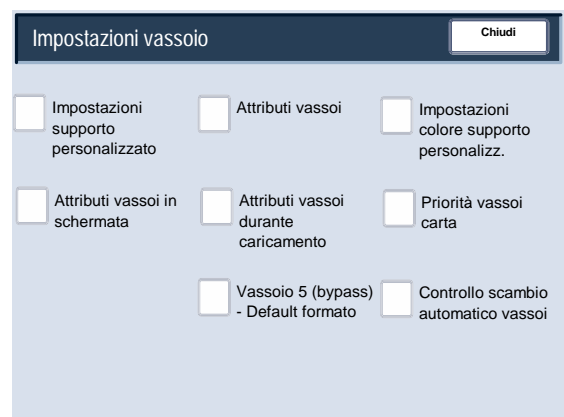 Impostazioni vassoio
Chiudi
Impostazioni
supporto
personalizzato
Attributi vassoi
Impostazioni
colore supporto
personalizz.
Attributi vassoi in
schermata
Attributi vassoi
durante
caricamento
Priorità vassoi
carta
Vassoio 5 (bypass)
- Default formato
Controllo scambio
automatico vassoi